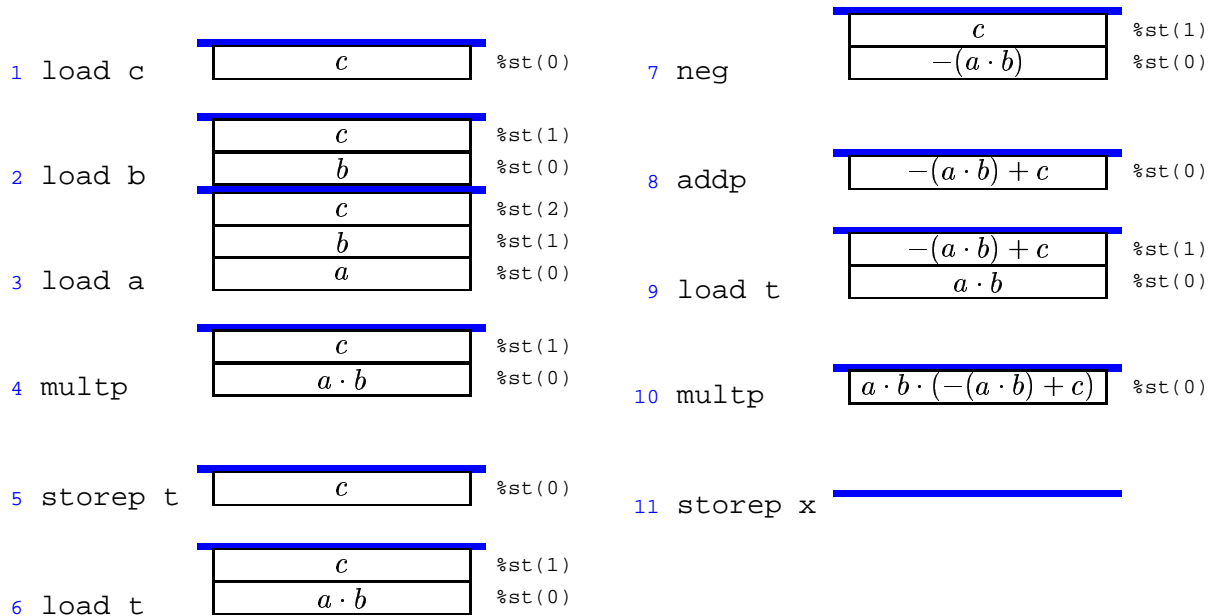 c %st(0)
1 load c
c %st(1)
2 load b b %st(0)
c %st(2)
b %st(1)
3 load a a %st(0)
c %st(1)
4 multp a · b %st(0)
5 storep t c %st(0)
c %st(1)
6 load t a · b %st(0)
c %st(1)
7 neg −(a · b) %st(0)
8 addp −(a · b) + c %st(0)
−(a · b) + c %st(1)
9 load t a · b %st(0)
10 multp a · b · (−(a · b) + c) %st(0)
11 storep x